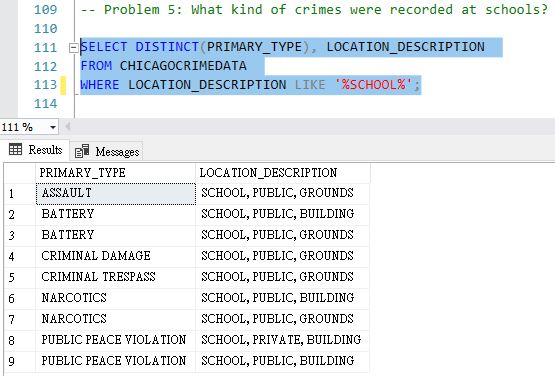 109 -- Problem 5: What kind of crimes were recorded at schools?
110
111 SELECT DISTINCT(PRIMARY_TYPE), LOCATION_DESCRIPTION
112 FROM CHICAGOCRIMEDATA
113 WHERE LOCATION_DESCRIPTION LIKE '%SCHOOL%';
114
111 %
Results Messages
PRIMARY_TYPE LOCATION_DESCRIPTION
1 ASSAULT SCHOOL, PUBLIC, GROUNDS
2 BATTERY SCHOOL, PUBLIC, BUILDING
3 BATTERY SCHOOL, PUBLIC, GROUNDS
4 CRIMINAL DAMAGE SCHOOL, PUBLIC, GROUNDS
5 CRIMINAL TRESPASS SCHOOL, PUBLIC, GROUNDS
6 NARCOTICS SCHOOL, PUBLIC, BUILDING
7 NARCOTICS SCHOOL, PUBLIC, GROUNDS
8 PUBLIC PEACE VIOLATION SCHOOL, PRIVATE, BUILDING
9 PUBLIC PEACE VIOLATION SCHOOL, PUBLIC, BUILDING